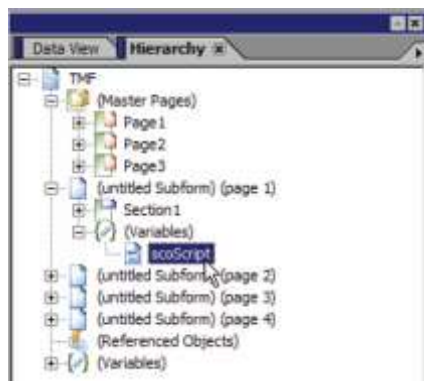 Data View Hierarchy
TMF
(Master Pages)
Page1
Page2
Page3
(untitled Subform) (page 1)
Section1
(Variables)
scoScript
(untitled Subform) (page 2)
(untitled Subform) (page 3)
(untitled Subform) (page 4)
(Referenced Objects)
(Variables)